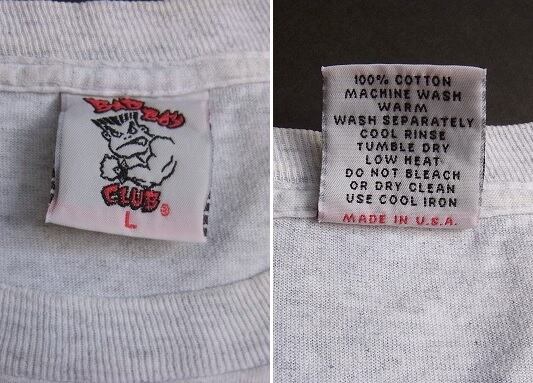 BAD BOY
CLUB®
L
100% COTTON
MACHINE WASH
WARM
WASH SEPARATELY
COOL RINSE
TUMBLE DRY
LOW HEAT
DO NOT BLEACH
OR DRY CLEAN
USE COOL IRON
MADE IN U.S.A.